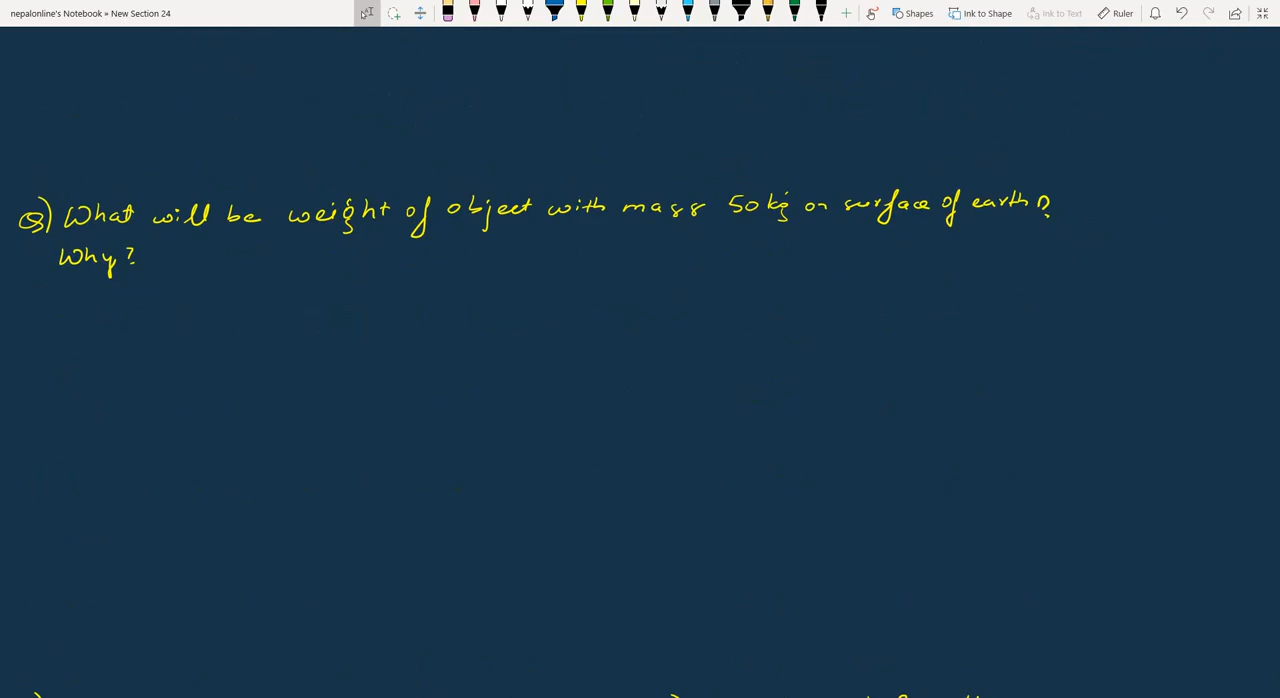 nepalonline's Notebook » New Section 24
Shapes Ink to Shape Ink to Text Ruler
Q) What will be weight of object with mass 50kg on surface of earth?
Why?